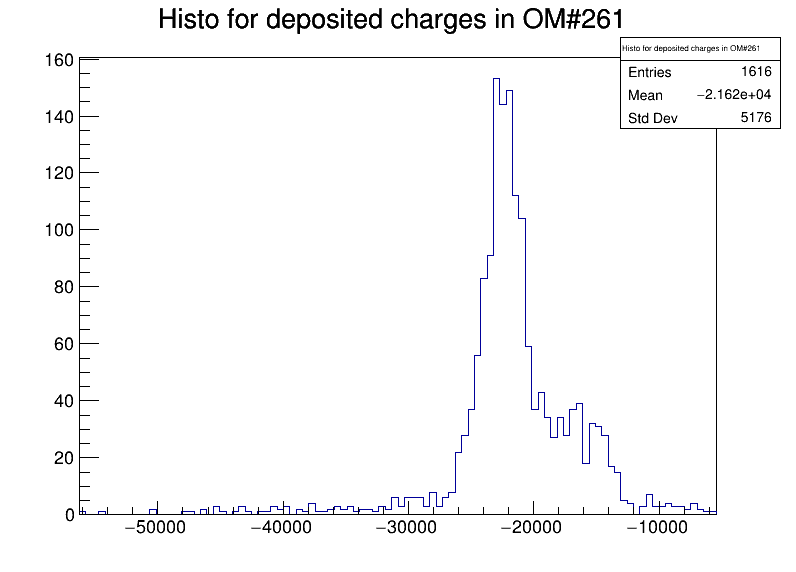 Histo for deposited charges in OM#261
Histo for deposited charges in OM#261
Entries 1616
Mean −2.162e+04
Std Dev 5176
160
140
120
100
80
60
40
20
0
−50000 −40000 −30000 −20000 −10000